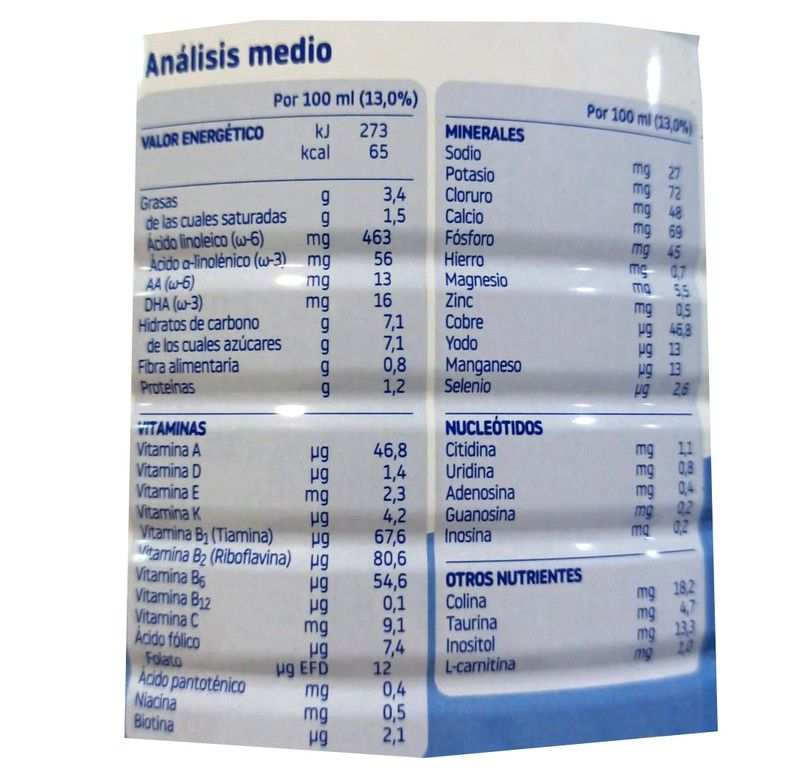 Análisis medio
Por 100 ml (13,0%)
VALOR ENERGÉTICO kJ 273
kcal 65
Grasas g 3,4
de las cuales saturadas g 1,5
Ácido linoleico (ω-6) mg 463
Ácido α-linolénico (ω-3) mg 56
AA (ω-6) mg 13
DHA (ω-3) mg 16
Hidratos de carbono g 7,1
de los cuales azúcares g 7,1
Fibra alimentaria g 0,8
Proteínas g 1,2
VITAMINAS
Vitamina A µg 46,8
Vitamina D µg 1,4
Vitamina E mg 2,3
Vitamina K µg 4,2
Vitamina B1 (Tiamina) µg 67,6
Vitamina B2 (Riboflavina) µg 80,6
Vitamina B6 µg 54,6
Vitamina B12 µg 0,1
Vitamina C mg 9,1
Ácido fólico µg 7,4
Folato µg EFD 12
Ácido pantoténico mg 0,4
Niacina mg 0,5
Biotina µg 2,1
Por 100 ml (13,0%)
MINERALES
Sodio mg 27
Potasio mg 72
Cloruro mg 48
Calcio mg 69
Fósforo mg 45
Hierro mg 0,7
Magnesio mg 5,5
Zinc mg 0,5
Cobre µg 46,8
Yodo µg 13
Manganeso µg 13
Selenio µg 2,6
NUCLEÓTIDOS
Citidina mg 1,1
Uridina mg 0,8
Adenosina mg 0,4
Guanosina mg 0,2
Inosina mg 0,2
OTROS NUTRIENTES
Colina mg 18,2
Taurina mg 4,7
Inositol mg 13,3
L-carnitina mg 1,0